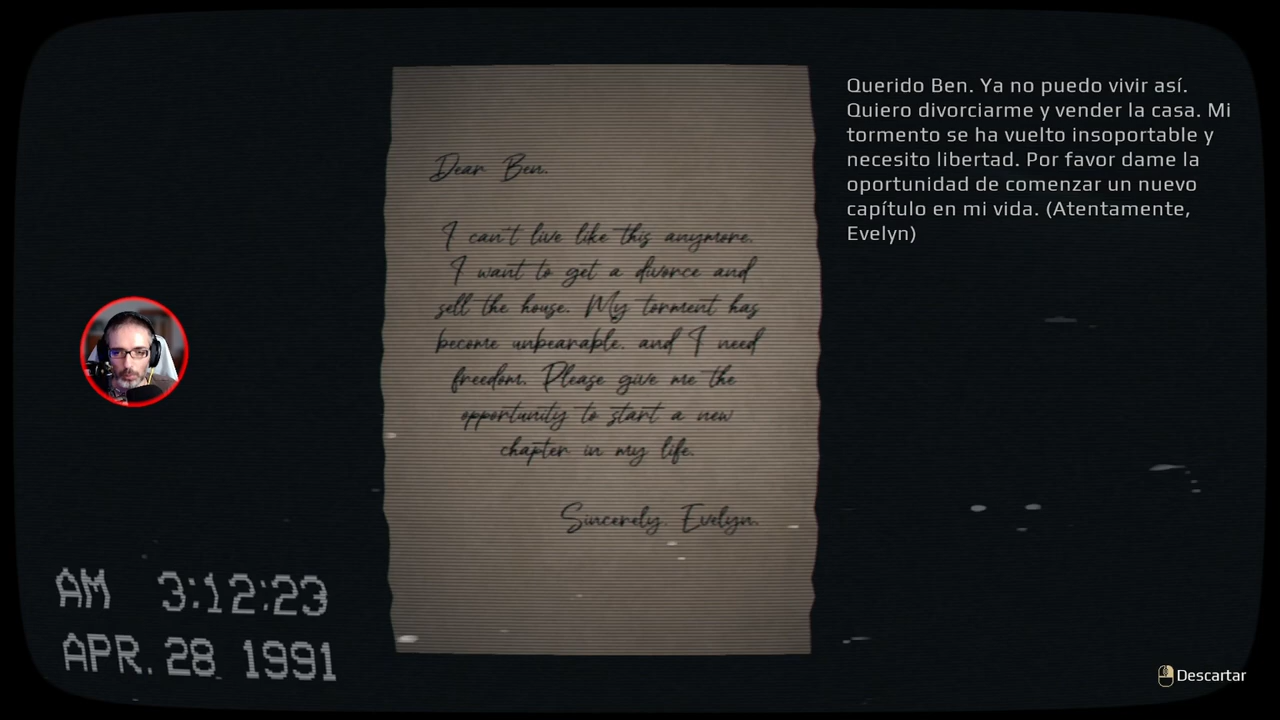 Dear Ben.
I can't live like this anymore.
I want to get a divorce and
sell the house. My torment has
become unbearable. and I need
freedom. Please give me the
opportunity to start a new
chapter in my life.
Sincerely, Evelyn.
Querido Ben. Ya no puedo vivir así.
Quiero divorciarme y vender la casa. Mi
tormento se ha vuelto insoportable y
necesito libertad. Por favor dame la
oportunidad de comenzar un nuevo
capítulo en mi vida. (Atentamente,
Evelyn)
AM 3:12:23
APR. 28 1991
Descartar